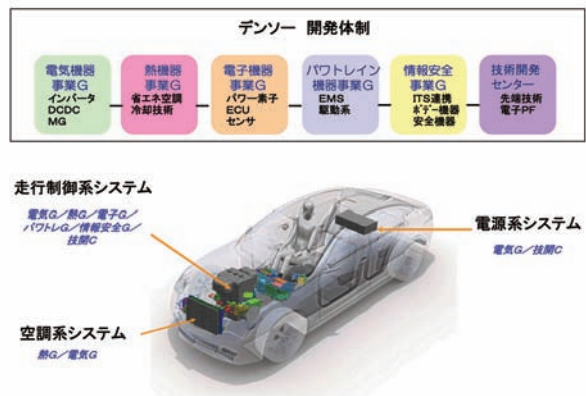 デンソー 開発体制
電気機器
事業G
インバータ
DCDC
MG
熱機器
事業G
省エネ空調
冷却技術
電子機器
事業G
パワー素子
ECU
センサ
パワトレイン
機器事業G
EMS
駆動系
情報安全
事業G
ITS連携
ボデー機器
安全機器
技術開発
センター
先端技術
電子PF
走行制御系システム
電気G/熱G/電子G/
パワトレG/情報安全G/
技開C
電源系システム
電気G/技開C
空調系システム
熱G/電気G